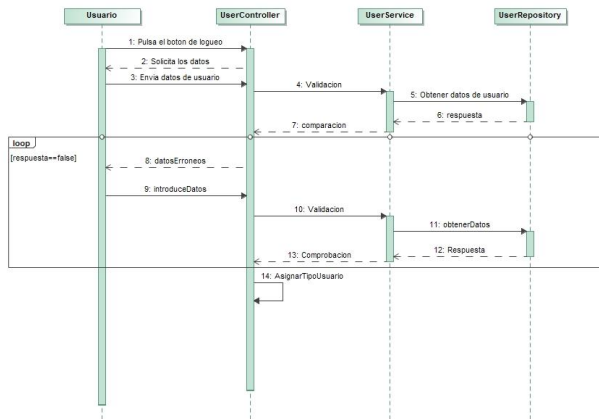 Usuario UserController UserService UserRepository
1: Pulsa el boton de logueo
2: Solicita los datos
3: Envia datos de usuario
4: Validacion
5: Obtener datos de usuario
6: respuesta
7: comparacion
loop
[respuesta==false]
8: datosErroneos
9: introduceDatos
10: Validacion
11: obtenerDatos
12: Respuesta
13: Comprobacion
14: AsignarTipoUsuario